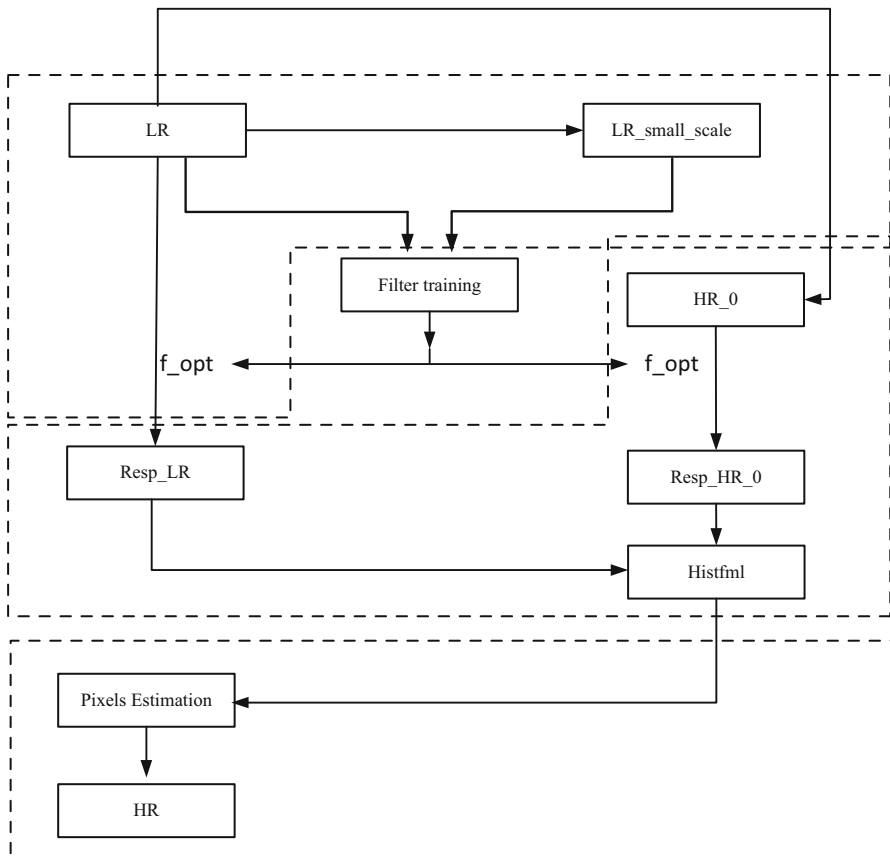 LR
LR_small_scale
Filter training
HR_0
f_opt
f_opt
Resp_LR
Resp_HR_0
Histfml
Pixels Estimation
HR